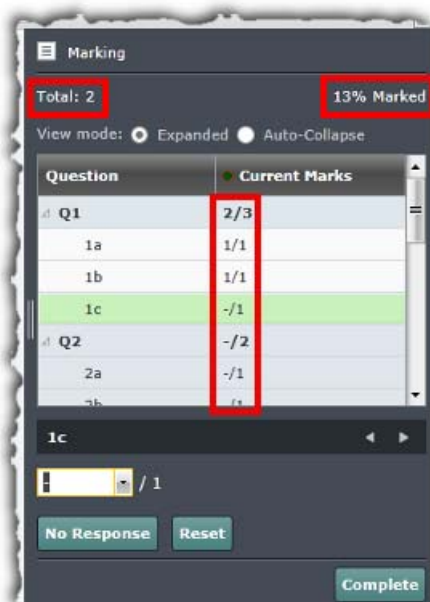 Marking
Total: 2 13% Marked
View mode: Expanded Auto-Collapse
Question Current Marks
Q1 2/3
1a 1/1
1b 1/1
1c -/1
Q2 -/2
2a -/1
1c
- / 1
No Response Reset
Complete